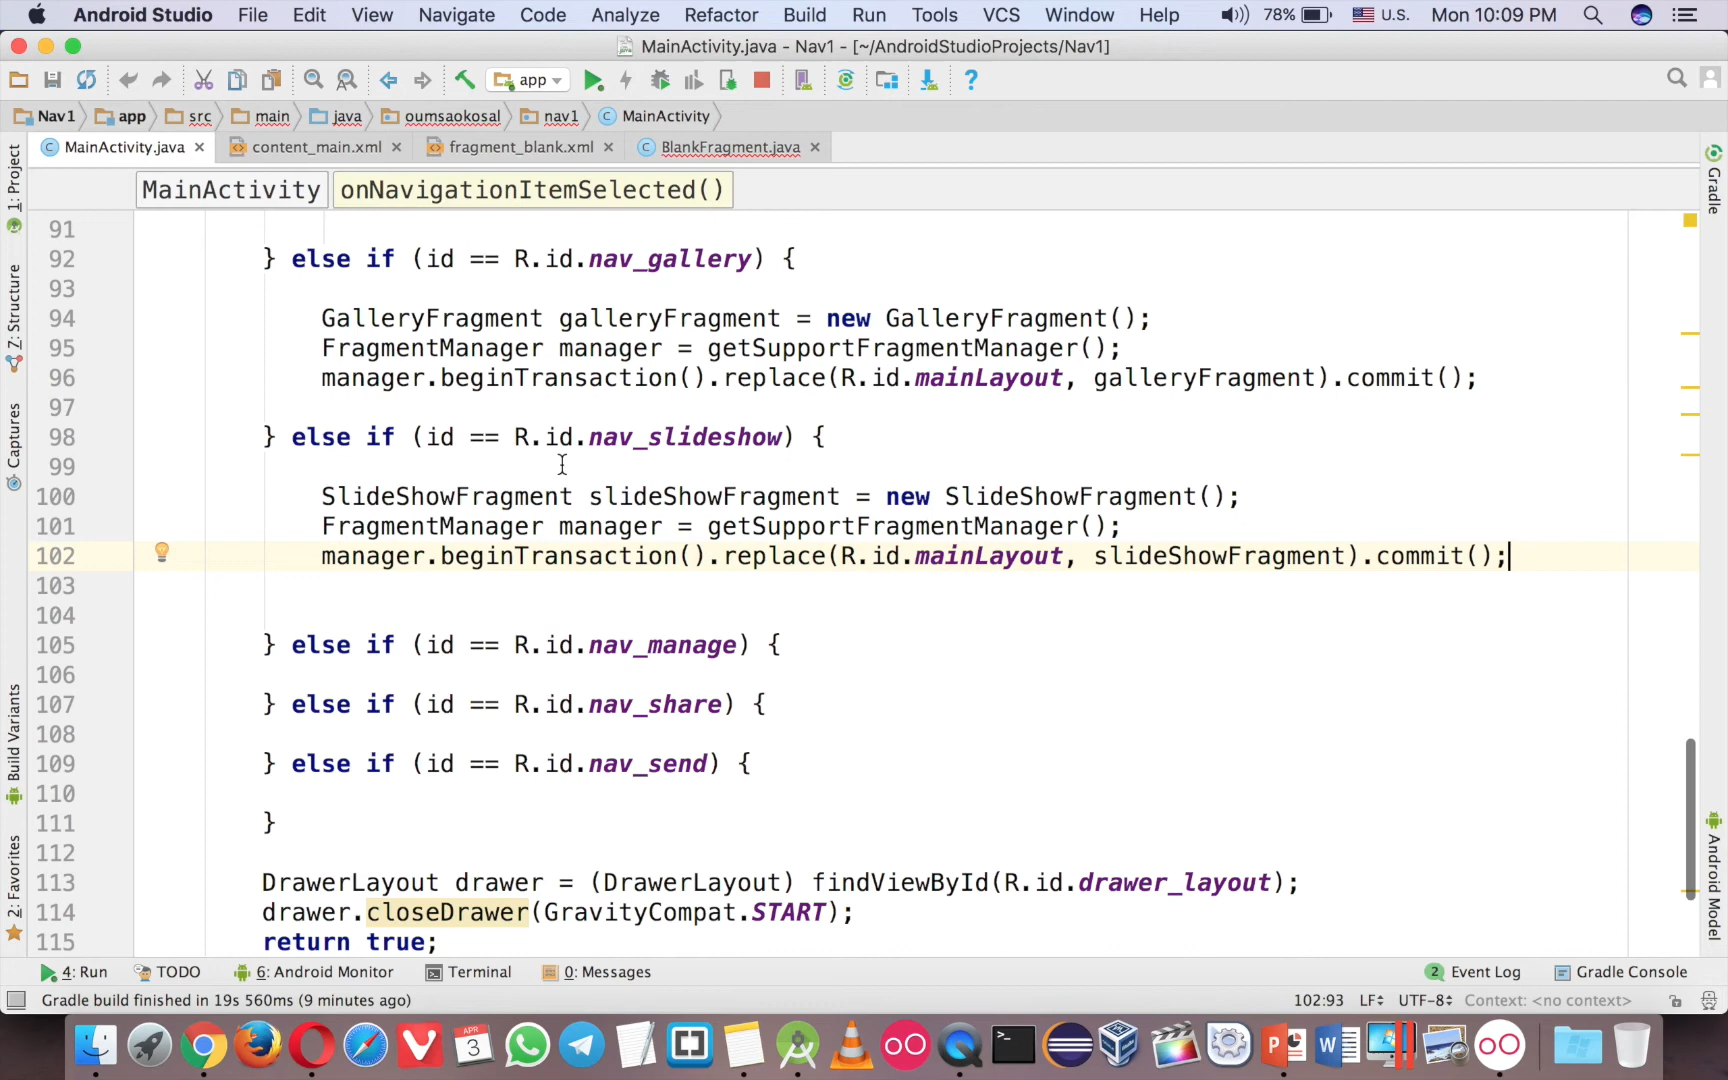 Android Studio File Edit View Navigate Code Analyze Refactor Build Run Tools VCS Window Help 78% U.S. Mon 10:09 PM
MainActivity.java - Nav1 - [~/AndroidStudioProjects/Nav1]
app
Nav1 app src main java oumsaokosal nav1 MainActivity
MainActivity.java content_main.xml fragment_blank.xml BlankFragment.java
MainActivity onNavigationItemSelected()
91
92 } else if (id == R.id.nav_gallery) {
93
94 GalleryFragment galleryFragment = new GalleryFragment();
95 FragmentManager manager = getSupportFragmentManager();
96 manager.beginTransaction().replace(R.id.mainLayout, galleryFragment).commit();
97
98 } else if (id == R.id.nav_slideshow) {
99
100 SlideShowFragment slideShowFragment = new SlideShowFragment();
101 FragmentManager manager = getSupportFragmentManager();
102 manager.beginTransaction().replace(R.id.mainLayout, slideShowFragment).commit();
103
104
105 } else if (id == R.id.nav_manage) {
106
107 } else if (id == R.id.nav_share) {
108
109 } else if (id == R.id.nav_send) {
110
111 }
112
113 DrawerLayout drawer = (DrawerLayout) findViewById(R.id.drawer_layout);
114 drawer.closeDrawer(GravityCompat.START);
115 return true;
1: Project
7: Structure
Captures
Build Variants
2: Favorites
Gradle
Android Model
4: Run TODO 6: Android Monitor Terminal 0: Messages 2 Event Log Gradle Console
Gradle build finished in 19s 560ms (9 minutes ago) 102:93 LF UTF-8 Context: <no context>
APR
3